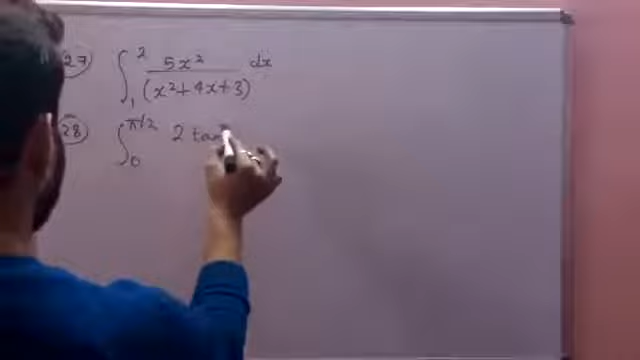 27) ∫₁² 5x² / (x²+4x+3) dx
28) ∫₀^(π/2) 2 tan